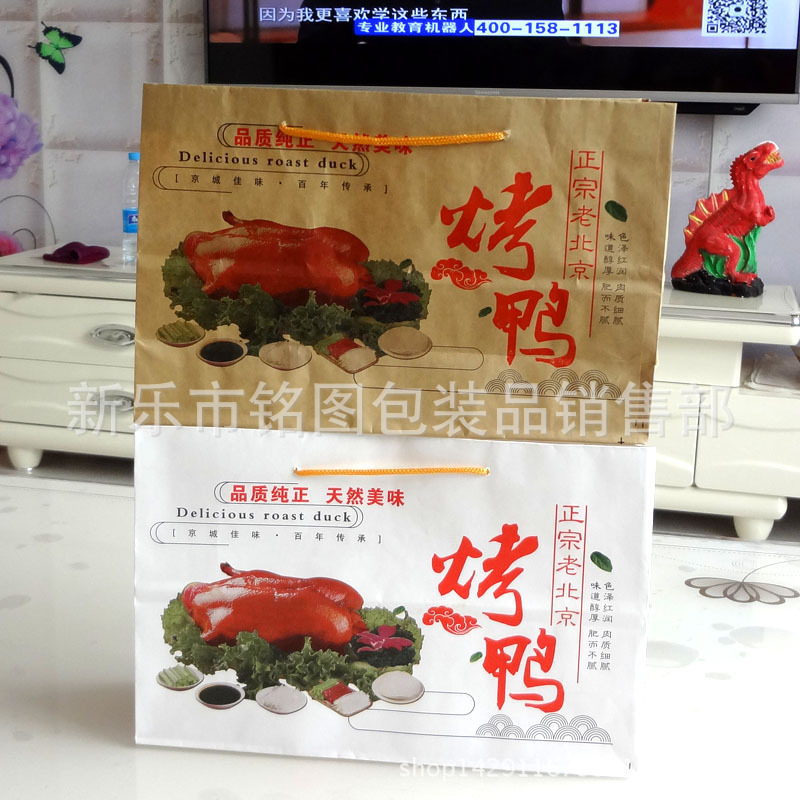 因为我更喜欢学这些东西
专业教育机器人400-158-1113
品质纯正 天然美味
Delicious roast duck
[ 京城佳味 · 百年传承 ]
烤鸭
正宗老北京
色泽红润 肉质细腻
味道醇厚 肥而不腻
新乐市铭图包装品销售部
品质纯正 天然美味
Delicious roast duck
[ 京城佳味 · 百年传承 ]
烤鸭
正宗老北京
色泽红润 肉质细腻
味道醇厚 肥而不腻